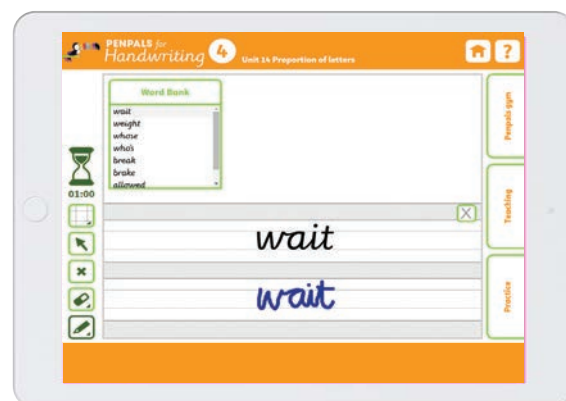 PENPALS for
Handwriting 4 Unit 14 Proportion of letters
?
Word Bank
wait
weight
whose
who's
break
brake
allowed
01:00
wait
wait
Penpals gym
Teaching
Practice